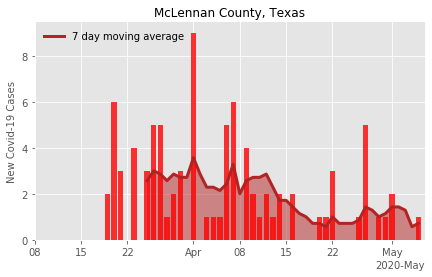 McLennan County, Texas
7 day moving average
New Covid-19 Cases
8
6
4
2
0
08
15
22
Apr
08
15
22
May
2020-May